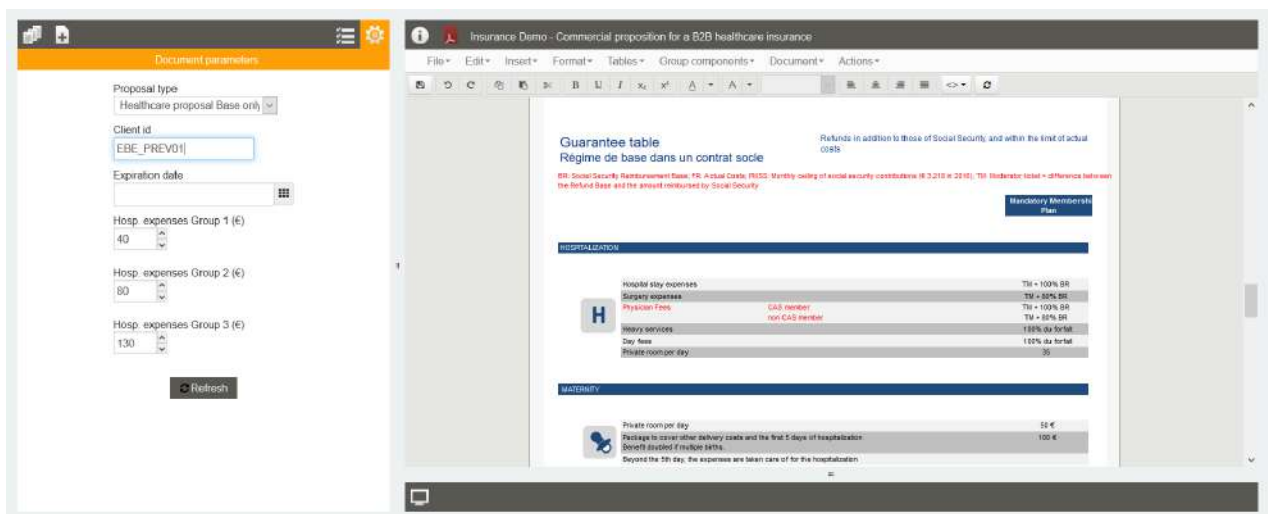 Document parameters
Proposal type
Healthcare proposal Base only
Client id
EBE_PREV01
Expiration date
Hosp. expenses Group 1 (€)
40
Hosp. expenses Group 2 (€)
80
Hosp. expenses Group 3 (€)
130
Refresh
Insurance Demo - Commercial proposition for a B2B healthcare insurance
File Edit Insert Format Tables Group components Document Actions
B U I x₂ x² A A
Guarantee table
Régime de base dans un contrat socle
Refunds in addition to those of Social Security, and within the limit of actual
costs
BR: Social Security Reimbursement Base; FR: Actual Costs; PMSS: Monthly ceiling of social security contributions (€ 3,218 in 2016); TM: Moderator ticket = difference between
the Refund Base and the amount reimbursed by Social Security
Mandatory Membershi
Plan
HOSPITALIZATION
H
Hospital stay expenses TM + 100% BR
Surgery expenses TM + 80% BR
Physician Fees CAS member TM + 100% BR
non CAS member TM + 80% BR
Heavy services 100% du forfait
Day fees 100% du forfait
Private room per day 35
MATERNITY
Private room per day 50 €
Package to cover other delivery costs and the first 5 days of hospitalization 100 €
Benefit doubled if multiple births.
Beyond the 5th day, the expenses are taken care of for the hospitalization